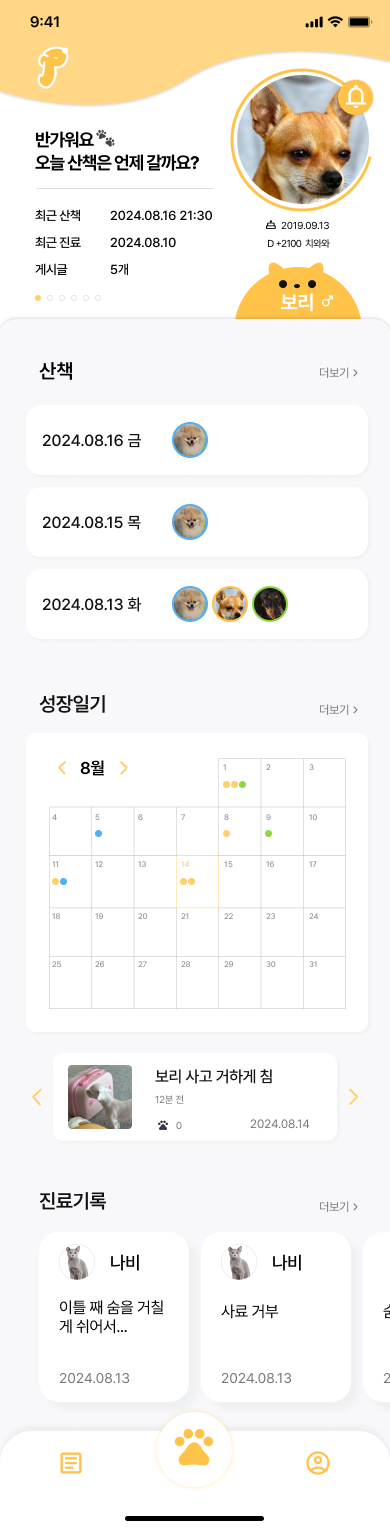 9:41
반가워요
오늘 산책은 언제 갈까요?
최근 산책 2024.08.16 21:30
최근 진료 2024.08.10
게시글 5개
2019.09.13
D+2100 치와와
보리 ♂
산책 더보기 >
2024.08.16 금
2024.08.15 목
2024.08.13 화
성장일기 더보기 >
< 8월 >
1 2 3
4 5 6 7 8 9 10
11 12 13 14 15 16 17
18 19 20 21 22 23 24
25 26 27 28 29 30 31
보리 사고 거하게 침
12분 전
0 2024.08.14
진료기록 더보기 >
나비
이틀 째 숨을 거칠
게 쉬어서...
2024.08.13
나비
사료 거부
2024.08.13